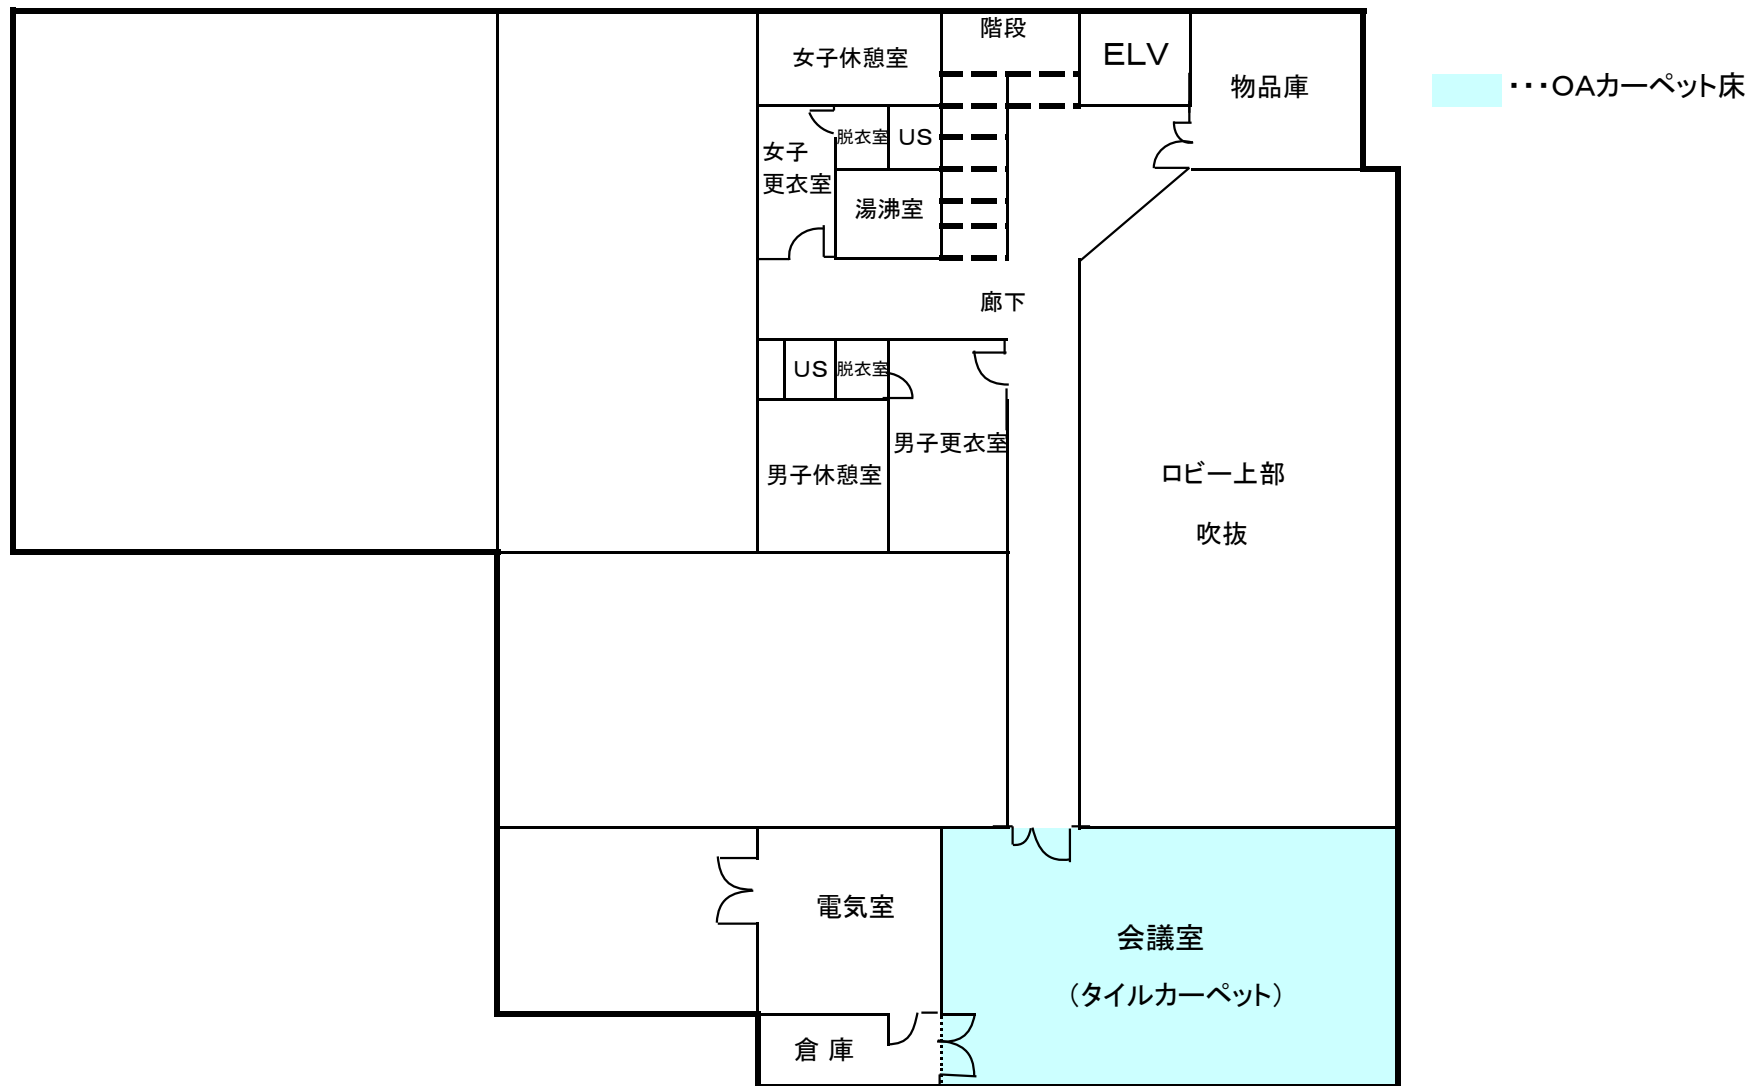 階段
女子休憩室
ELV
物品庫
･･･OAカーペット床
脱衣室
US
女子
更衣室
湯沸室
廊下
US
脱衣室
男子更衣室
男子休憩室
ロビー上部
吹抜
電気室
会議室
（タイルカーペット）
倉 庫